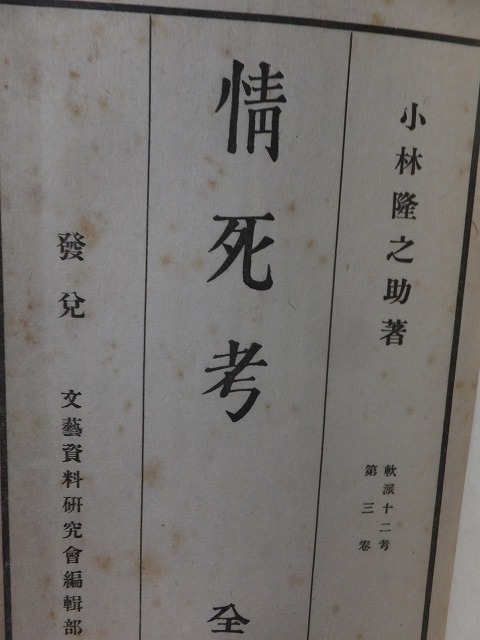 小林隆之助著
軟派十二考
第三卷
情死考 全
發兌 文藝資料研究會編輯部